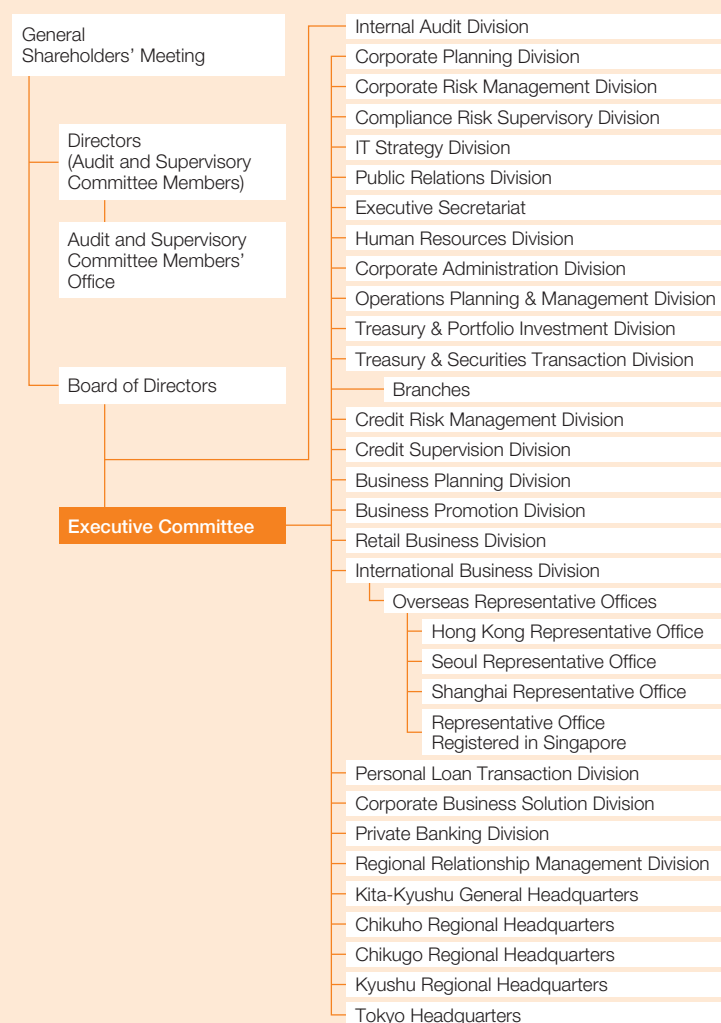 General
Shareholders' Meeting
Directors
(Audit and Supervisory
Committee Members)
Audit and Supervisory
Committee Members'
Office
Board of Directors
Executive Committee
Internal Audit Division
Corporate Planning Division
Corporate Risk Management Division
Compliance Risk Supervisory Division
IT Strategy Division
Public Relations Division
Executive Secretariat
Human Resources Division
Corporate Administration Division
Operations Planning & Management Division
Treasury & Portfolio Investment Division
Treasury & Securities Transaction Division
Branches
Credit Risk Management Division
Credit Supervision Division
Business Planning Division
Business Promotion Division
Retail Business Division
International Business Division
Overseas Representative Offices
Hong Kong Representative Office
Seoul Representative Office
Shanghai Representative Office
Representative Office
Registered in Singapore
Personal Loan Transaction Division
Corporate Business Solution Division
Private Banking Division
Regional Relationship Management Division
Kita-Kyushu General Headquarters
Chikuho Regional Headquarters
Chikugo Regional Headquarters
Kyushu Regional Headquarters
Tokyo Headquarters